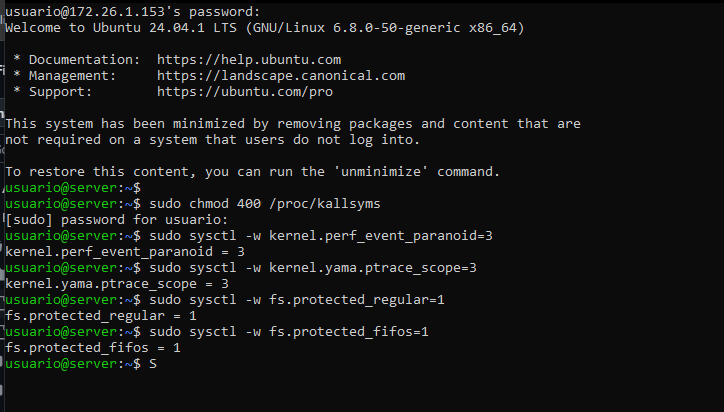 usuario@172.26.1.153's password:
Welcome to Ubuntu 24.04.1 LTS (GNU/Linux 6.8.0-50-generic x86_64)
 * Documentation:  https://help.ubuntu.com
 * Management:     https://landscape.canonical.com
 * Support:        https://ubuntu.com/pro
This system has been minimized by removing packages and content that are
not required on a system that users do not log into.
To restore this content, you can run the 'unminimize' command.
usuario@server:~$
usuario@server:~$ sudo chmod 400 /proc/kallsyms
[sudo] password for usuario:
usuario@server:~$ sudo sysctl -w kernel.perf_event_paranoid=3
kernel.perf_event_paranoid = 3
usuario@server:~$ sudo sysctl -w kernel.yama.ptrace_scope=3
kernel.yama.ptrace_scope = 3
usuario@server:~$ sudo sysctl -w fs.protected_regular=1
fs.protected_regular = 1
usuario@server:~$ sudo sysctl -w fs.protected_fifos=1
fs.protected_fifos = 1
usuario@server:~$ S